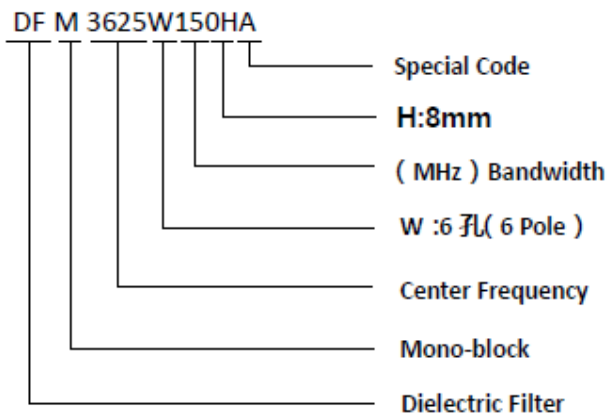 DF M 3625W150HA
Special Code
H:8mm
( MHz ) Bandwidth
W :6 孔( 6 Pole )
Center Frequency
Mono-block
Dielectric Filter